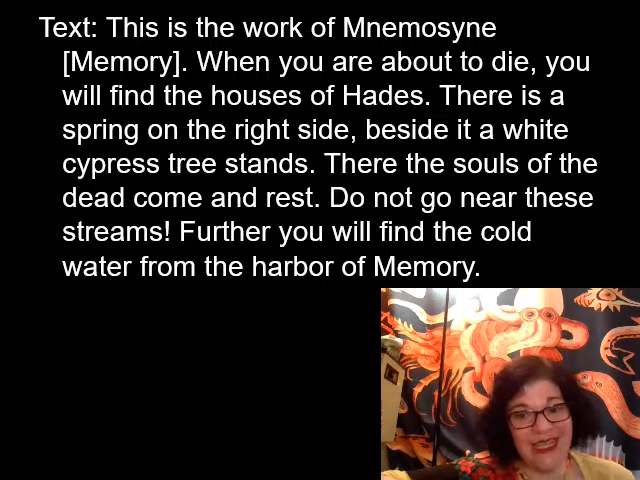 Text: This is the work of Mnemosyne
[Memory]. When you are about to die, you
will find the houses of Hades. There is a
spring on the right side, beside it a white
cypress tree stands. There the souls of the
dead come and rest. Do not go near these
streams! Further you will find the cold
water from the harbor of Memory.